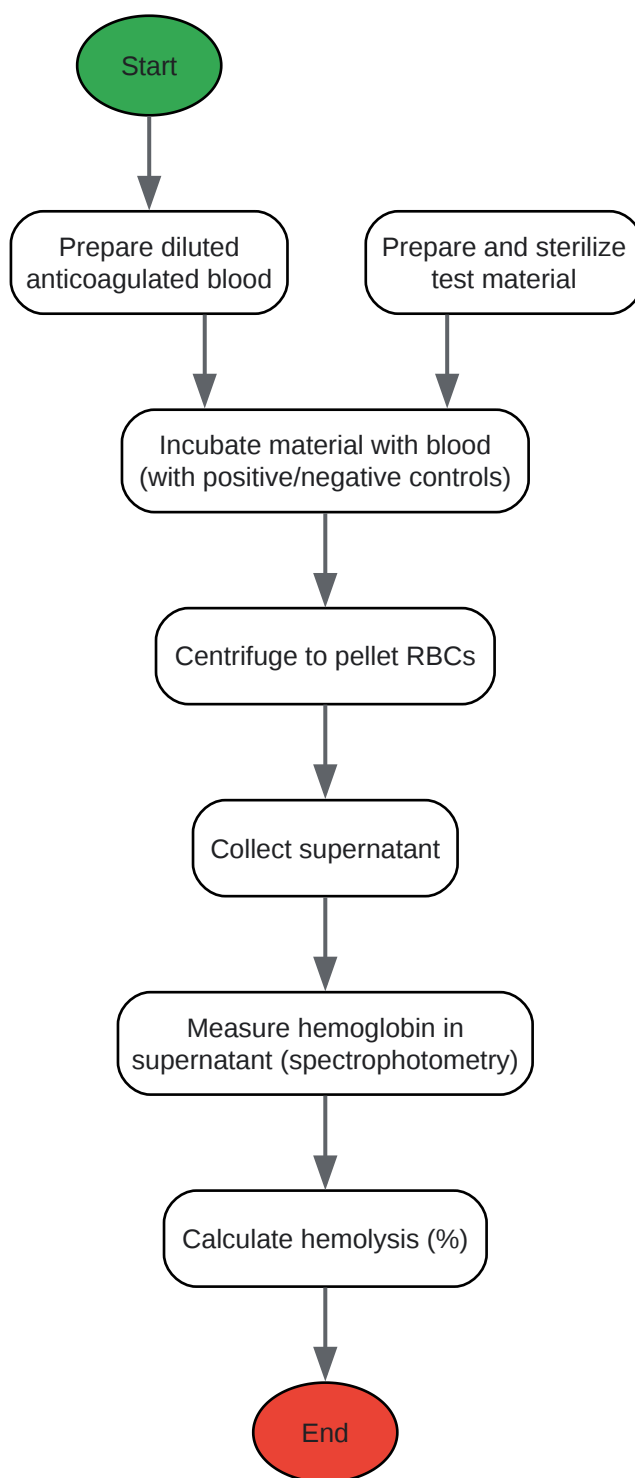 Start
Prepare diluted
anticoagulated blood
Prepare and sterilize
test material
Incubate material with blood
(with positive/negative controls)
Centrifuge to pellet RBCs
Collect supernatant
Measure hemoglobin in
supernatant (spectrophotometry)
Calculate hemolysis (%)
End